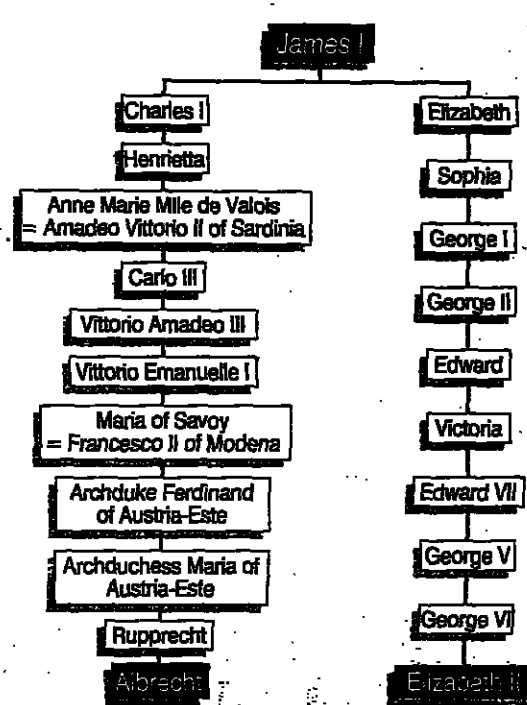 James I
Charles I
Henrietta
Anne Marie Mlle de Valois
= Amadeo Vittorio II of Sardinia
Carlo III
Vittorio Amadeo III
Vittorio Emanuelle I
Maria of Savoy
= Francesco II of Modena
Archduke Ferdinand
of Austria-Este
Archduchess Maria of
Austria-Este
Rupprecht
Albrecht
Elizabeth
Sophia
George I
George II
Edward
Victoria
Edward VII
George V
George VI
Elizabeth II